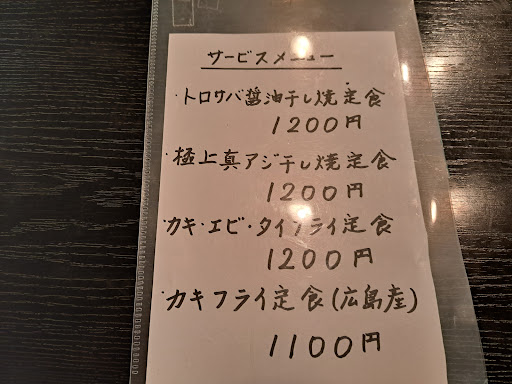 サービスメニュー
・トロサバ醤油干し焼定食
1200円
・極上真アジ干し焼定食
1200円
・カキ・エビ・タイフライ定食
1200円
・カキフライ定食(広島産)
1100円